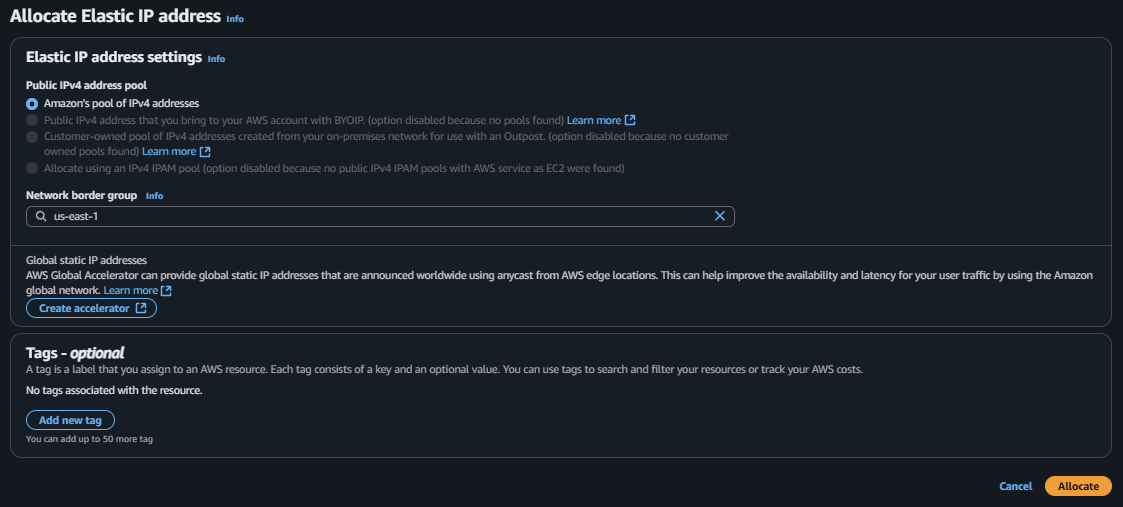 Allocate Elastic IP address Info
Elastic IP address settings Info
Public IPv4 address pool
Amazon's pool of IPv4 addresses
Public IPv4 address that you bring to your AWS account with BYOIP. (option disabled because no pools found) Learn more
Customer-owned pool of IPv4 addresses created from your on-premises network for use with an Outpost. (option disabled because no customer
owned pools found) Learn more
Allocate using an IPv4 IPAM pool (option disabled because no public IPv4 IPAM pools with AWS service as EC2 were found)
Network border group Info
us-east-1
Global static IP addresses
AWS Global Accelerator can provide global static IP addresses that are announced worldwide using anycast from AWS edge locations. This can help improve the availability and latency for your user traffic by using the Amazon
global network. Learn more
Create accelerator
Tags - optional
A tag is a label that you assign to an AWS resource. Each tag consists of a key and an optional value. You can use tags to search and filter your resources or track your AWS costs.
No tags associated with the resource.
Add new tag
You can add up to 50 more tag
Cancel Allocate